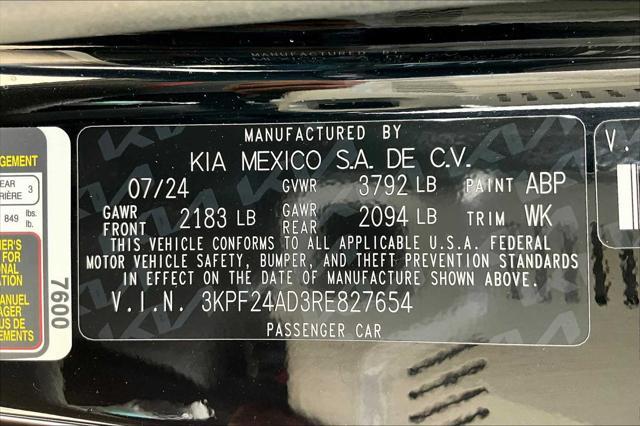 MANUFACTURED BY
KIA MEXICO S.A. DE C.V.
07/24 GVWR 3792 LB PAINT ABP
GAWR FRONT 2183 LB GAWR REAR 2094 LB TRIM WK
THIS VEHICLE CONFORMS TO ALL APPLICABLE U.S.A. FEDERAL
MOTOR VEHICLE SAFETY, BUMPER, AND THEFT PREVENTION STANDARDS
IN EFFECT ON THE DATE OF MANUFACTURE SHOWN ABOVE.
V.I.N. 3KPF24AD3RE827654
PASSENGER CAR
3
849 lbs.
lb.
7600
V.